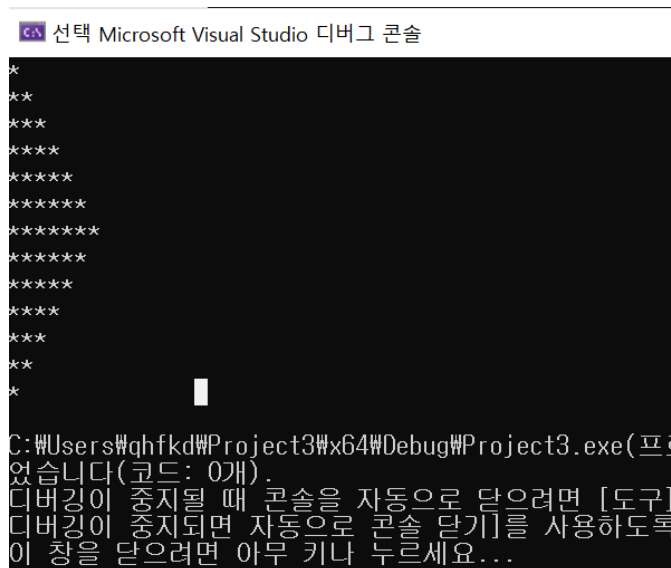 선택 Microsoft Visual Studio 디버그 콘솔
*
**
***
****
*****
******
*******
******
*****
****
***
**
*
C:₩Users₩qhfkd₩Project3₩x64₩Debug₩Project3.exe(프로
었습니다(코드: 0개).
디버깅이 중지될 때 콘솔을 자동으로 닫으려면 [도구]
디버깅이 중지되면 자동으로 콘솔 닫기]를 사용하도록
이 창을 닫으려면 아무 키나 누르세요...